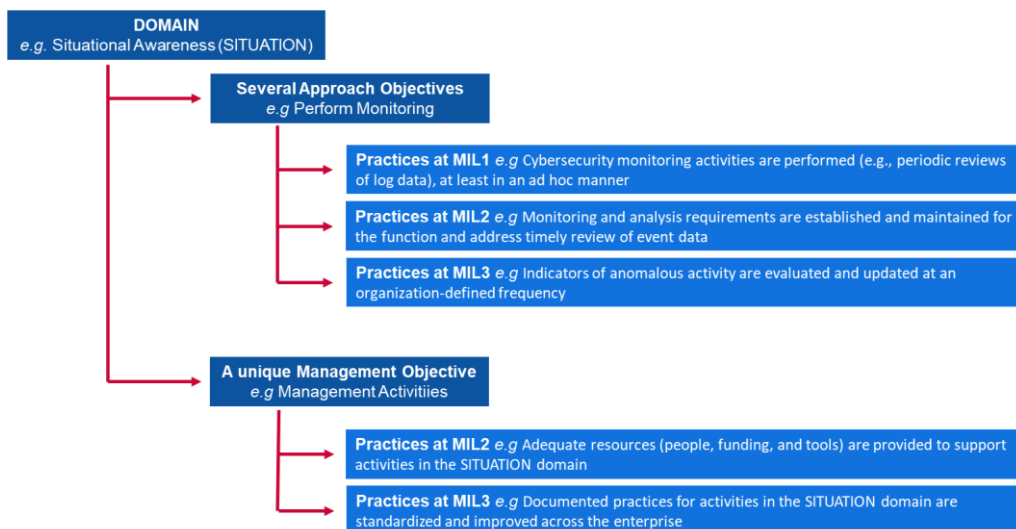 DOMAIN
e.g. Situational Awareness (SITUATION)
Several Approach Objectives
e.g Perform Monitoring
Practices at MIL1 e.g Cybersecurity monitoring activities are performed (e.g., periodic reviews
of log data), at least in an ad hoc manner
Practices at MIL2 e.g Monitoring and analysis requirements are established and maintained for
the function and address timely review of event data
Practices at MIL3 e.g Indicators of anomalous activity are evaluated and updated at an
organization-defined frequency
A unique Management Objective
e.g Management Activitiies
Practices at MIL2 e.g Adequate resources (people, funding, and tools) are provided to support
activities in the SITUATION domain
Practices at MIL3 e.g Documented practices for activities in the SITUATION domain are
standardized and improved across the enterprise